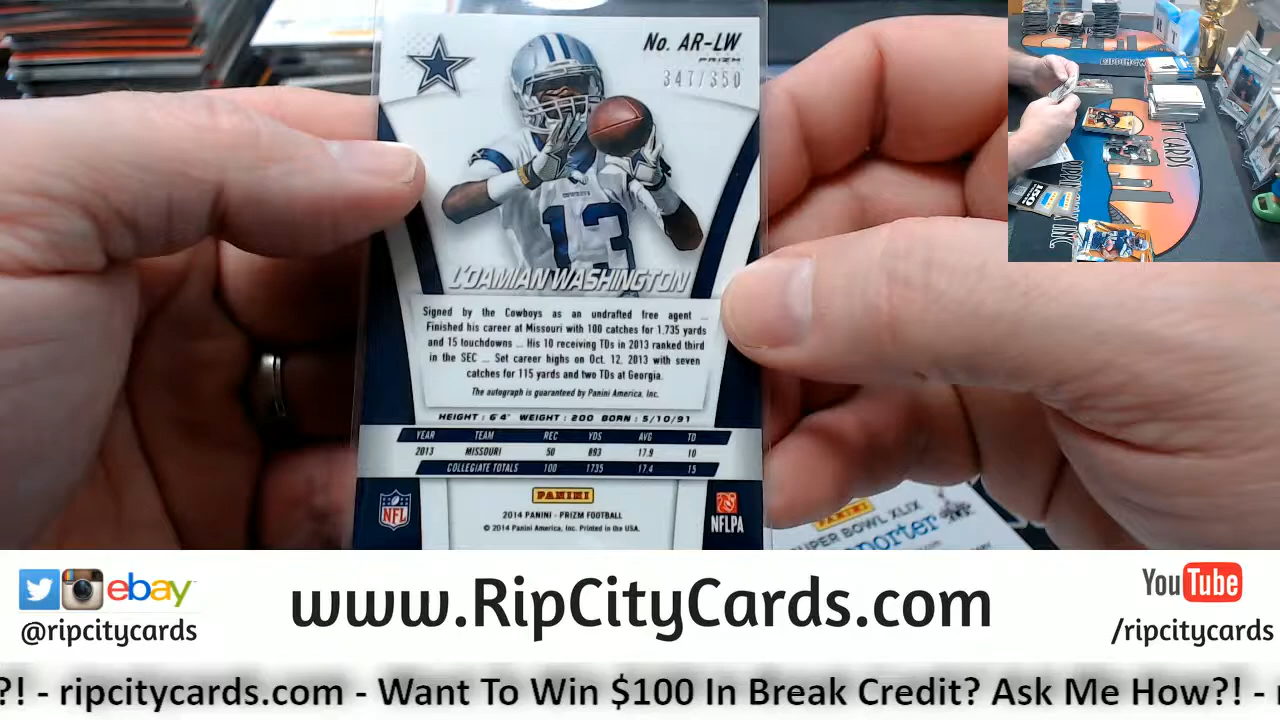 No. AR-LW
PRIZM
347/350
COWBOYS
13
L'DAMIAN WASHINGTON
Signed by the Cowboys as an undrafted free agent ...
Finished his career at Missouri with 100 catches for 1,735 yards
and 15 touchdowns ... His 10 receiving TDs in 2013 ranked third
in the SEC ... Set career highs on Oct. 12, 2013 with seven
catches for 115 yards and two TDs at Georgia.
The autograph is guaranteed by Panini America, Inc.
HEIGHT : 6'4" WEIGHT : 200 BORN : 5/10/91
YEAR TEAM REC YDS AVG TD
2013 MISSOURI 50 893 17.9 10
COLLEGIATE TOTALS 100 1735 17.4 15
PANINI
NFL
NFLPA
2014 PANINI - PRIZM FOOTBALL
© 2014 Panini America, Inc. Printed in the USA.
PANINI
SUPER BOWL XLIX
ebay
@ripcitycards
www.RipCityCards.com
YouTube
/ripcitycards
?! - ripcitycards.com - Want To Win $100 In Break Credit? Ask Me How?! -